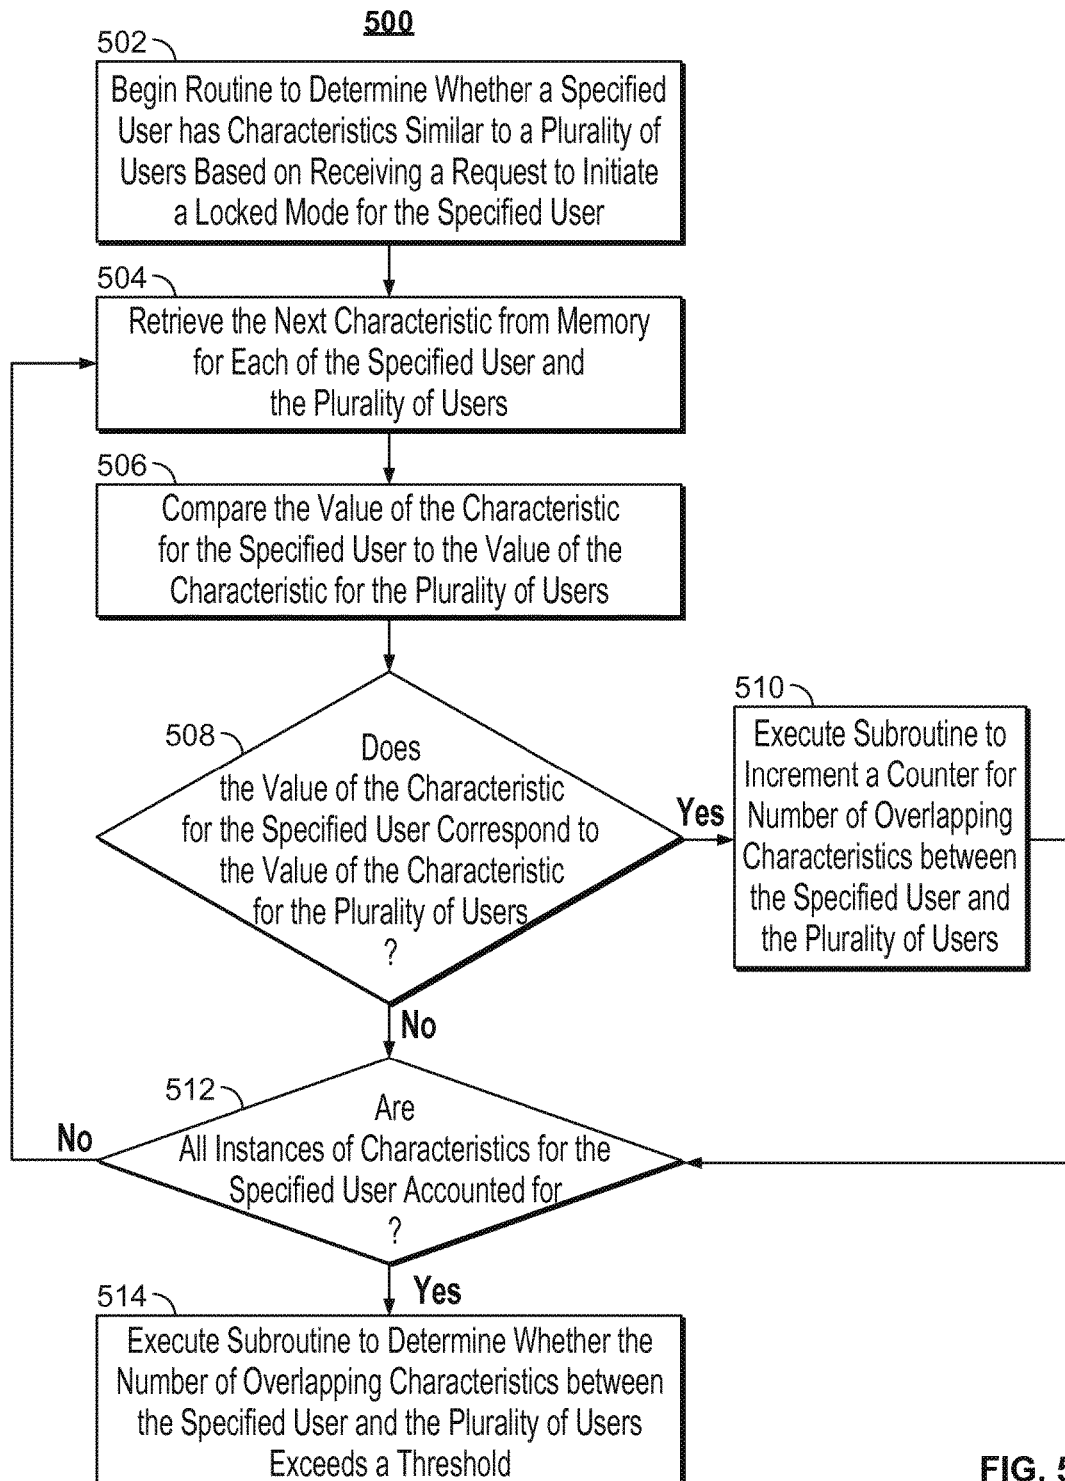 500
502
Begin Routine to Determine Whether a Specified
User has Characteristics Similar to a Plurality of
Users Based on Receiving a Request to Initiate
a Locked Mode for the Specified User
504
Retrieve the Next Characteristic from Memory
for Each of the Specified User and
the Plurality of Users
506
Compare the Value of the Characteristic
for the Specified User to the Value of the
Characteristic for the Plurality of Users
508
Does
the Value of the Characteristic
for the Specified User Correspond to
the Value of the Characteristic
for the Plurality of Users
?
Yes
510
Execute Subroutine to
Increment a Counter for
Number of Overlapping
Characteristics between
the Specified User and
the Plurality of Users
No
512
Are
All Instances of Characteristics for the
Specified User Accounted for
?
No
Yes
514
Execute Subroutine to Determine Whether the
Number of Overlapping Characteristics between
the Specified User and the Plurality of Users
Exceeds a Threshold
FIG. 5